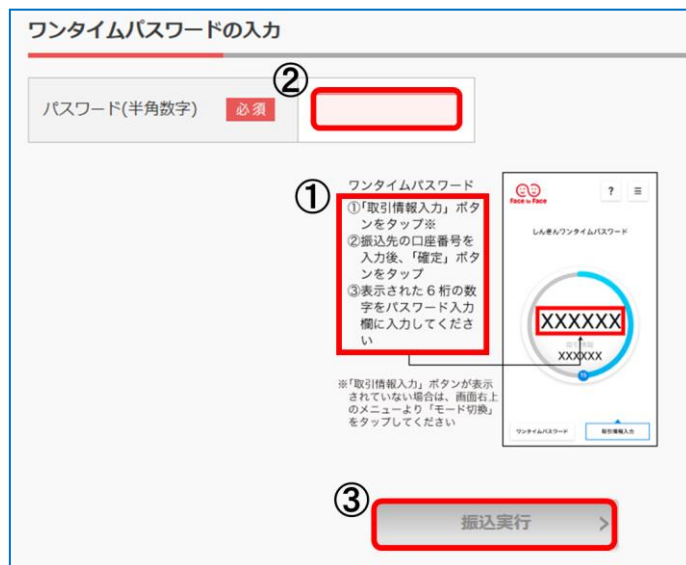 ワンタイムパスワードの入力
②
パスワード(半角数字) 必須
①
ワンタイムパスワード
①「取引情報入力」ボタ
ンをタップ※
②振込先の口座番号を
入力後、「確定」ボタ
ンをタップ
③表示された6桁の数
字をパスワード入力
欄に入力してくださ
い
※「取引情報入力」ボタンが表示
されていない場合は、画面右上
のメニューより「モード切換」
をタップしてください
Face to Face
? ≡
しんきんワンタイムパスワード
XXXXXX
取引情報
XXXXXX
15
ワンタイムパスワード 取引情報入力
③
振込実行 >